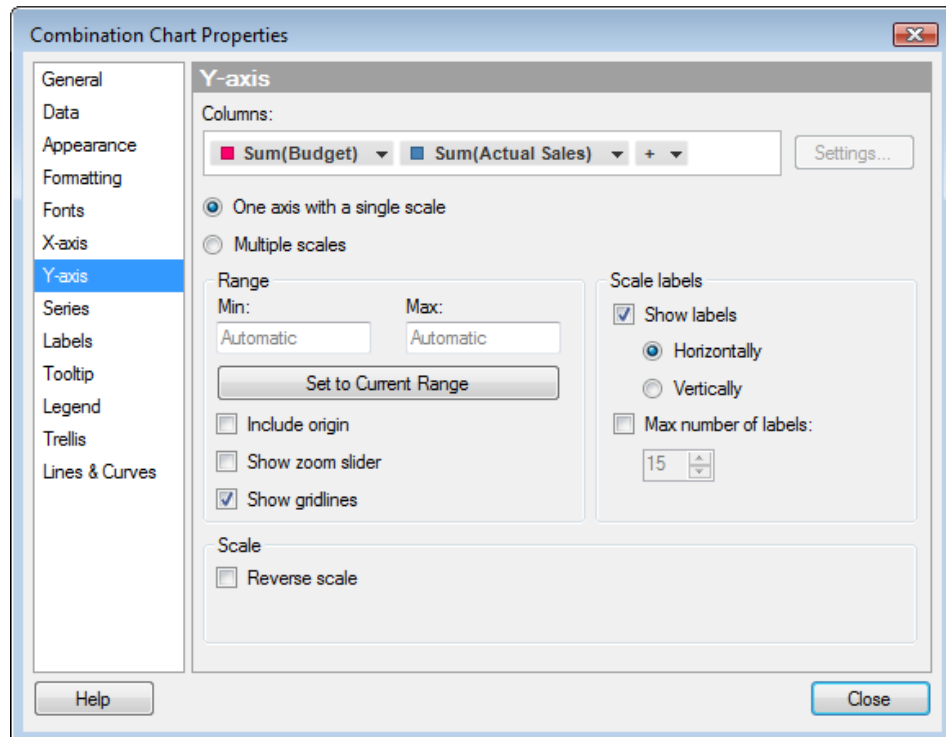 Combination Chart Properties
General
Data
Appearance
Formatting
Fonts
X-axis
Y-axis
Series
Labels
Tooltip
Legend
Trellis
Lines & Curves
Y-axis
Columns:
Sum(Budget) Sum(Actual Sales) +
Settings...
One axis with a single scale
Multiple scales
Range
Min: Max:
Automatic Automatic
Set to Current Range
Include origin
Show zoom slider
Show gridlines
Scale labels
Show labels
Horizontally
Vertically
Max number of labels:
15
Scale
Reverse scale
Help
Close